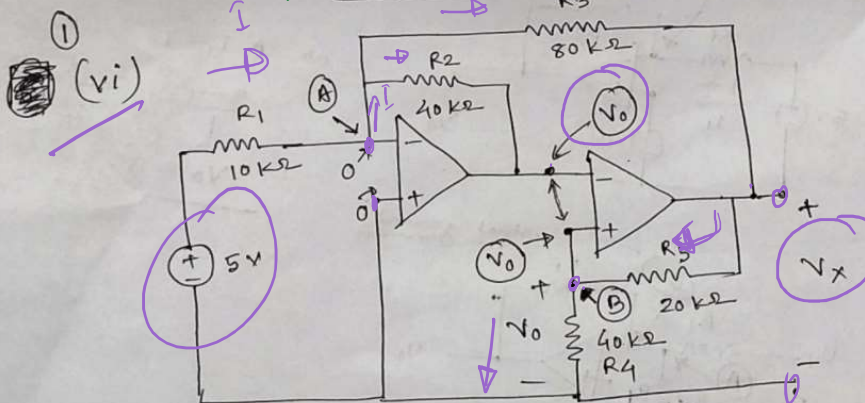 ①
(vi)
I
R3
80 kΩ
R2
40 kΩ
I
A
R1
10 kΩ
0
0
−
+
V0
−
+
V0
+
5v
−
R5
20 kΩ
B
+
V0
−
40 kΩ
R4
+
Vx
−